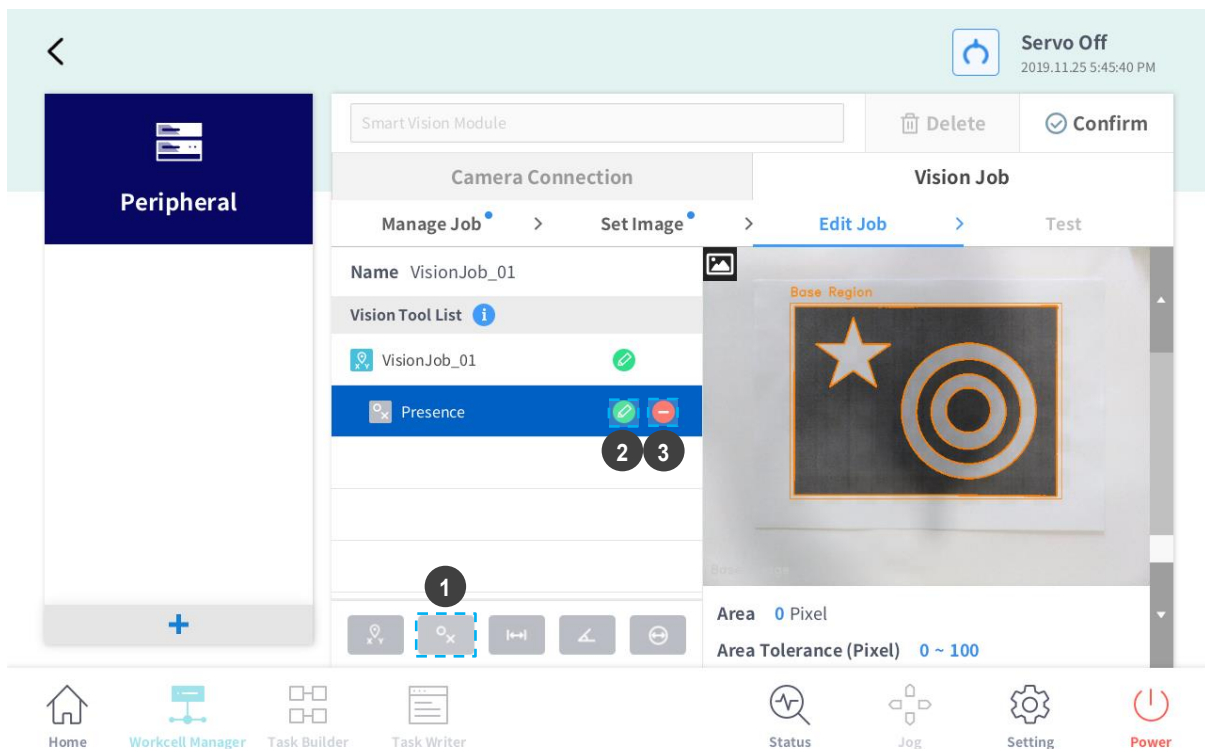 Servo Off
2019.11.25 5:45:40 PM
Peripheral
Smart Vision Module
Delete
Confirm
Camera Connection
Vision Job
Manage Job > Set Image > Edit Job > Test
Name VisionJob_01
Vision Tool List i
VisionJob_01
Presence
2 3
1
Base Region
Area 0 Pixel
Area Tolerance (Pixel) 0 ~ 100
+
Home
Workcell Manager
Task Builder
Task Writer
Status
Jog
Setting
Power